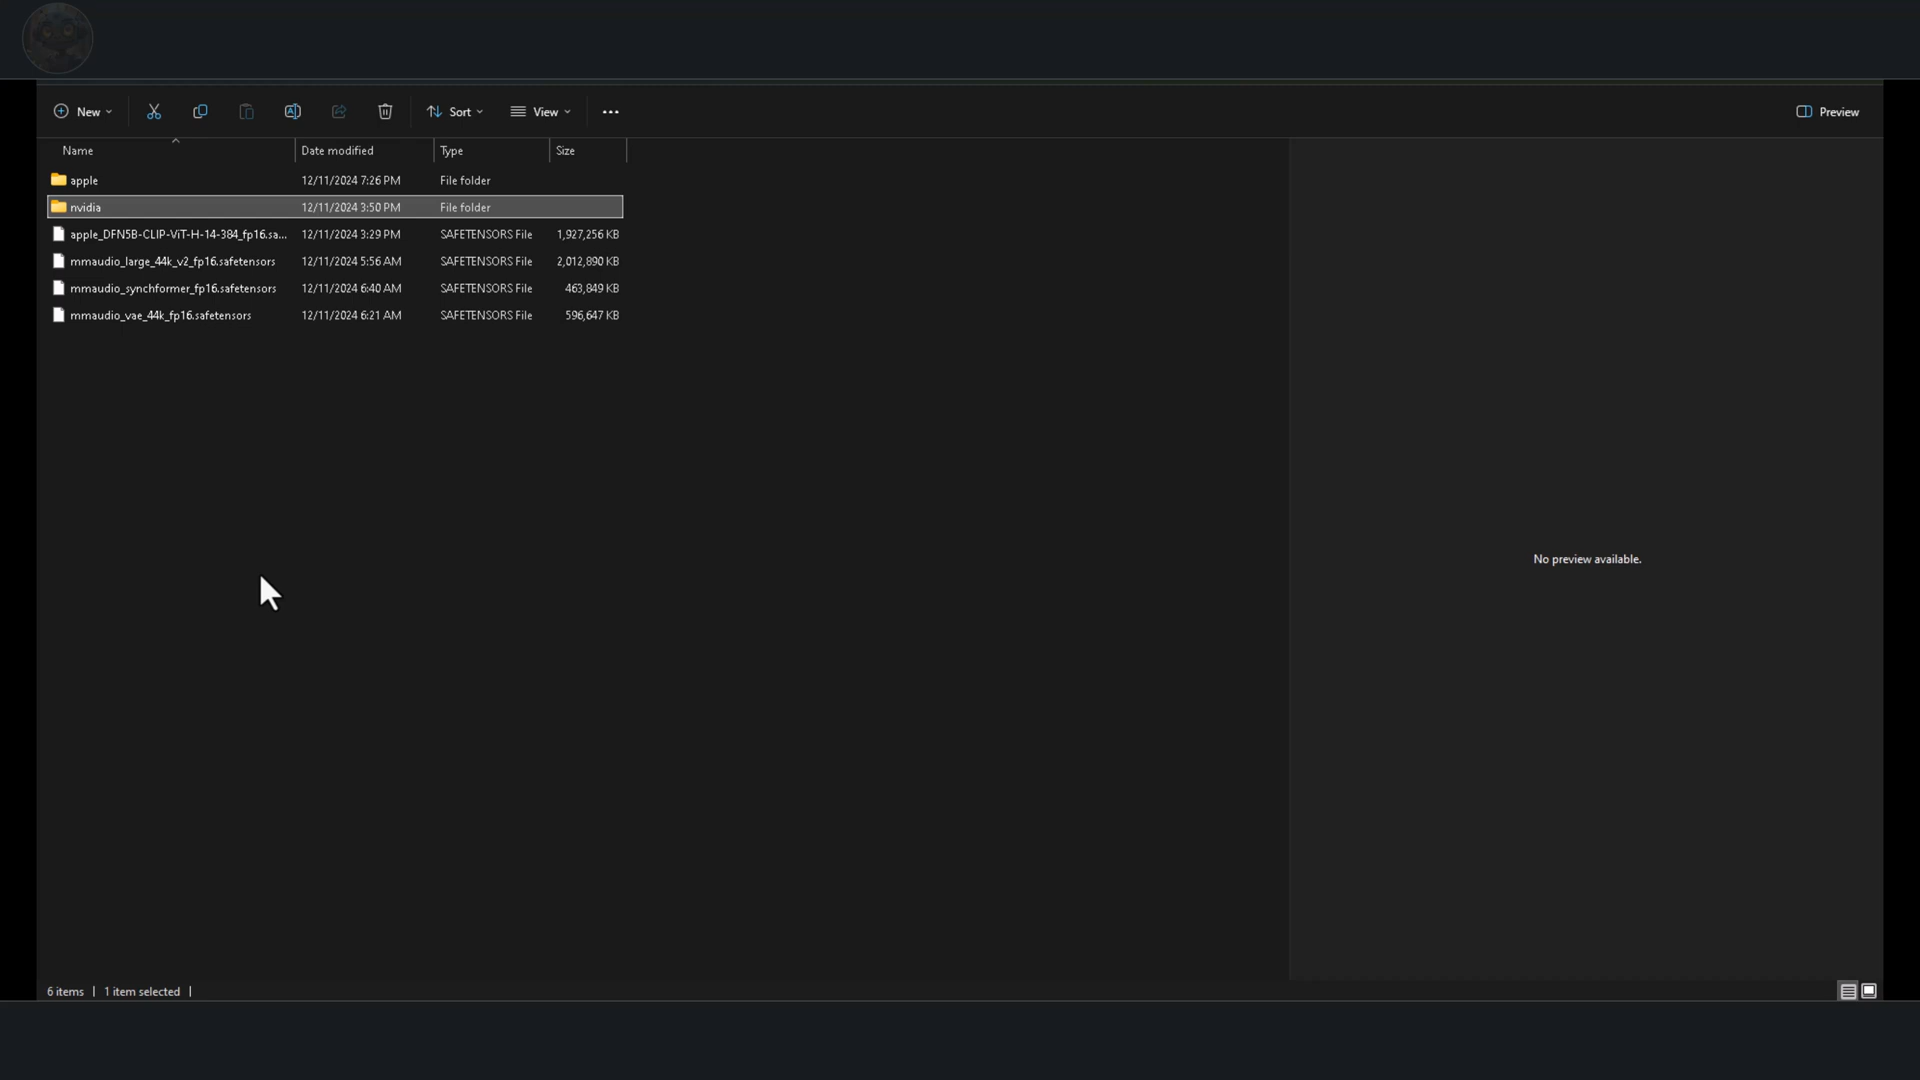 New Sort View Preview
Name Date modified Type Size
apple 12/11/2024 7:26 PM File folder
nvidia 12/11/2024 3:50 PM File folder
apple_DFN5B-CLIP-ViT-H-14-384_fp16.sa... 12/11/2024 3:29 PM SAFETENSORS File 1,927,256 KB
mmaudio_large_44k_v2_fp16.safetensors 12/11/2024 5:56 AM SAFETENSORS File 2,012,890 KB
mmaudio_synchformer_fp16.safetensors 12/11/2024 6:40 AM SAFETENSORS File 463,849 KB
mmaudio_vae_44k_fp16.safetensors 12/11/2024 6:21 AM SAFETENSORS File 596,647 KB
No preview available.
6 items | 1 item selected |